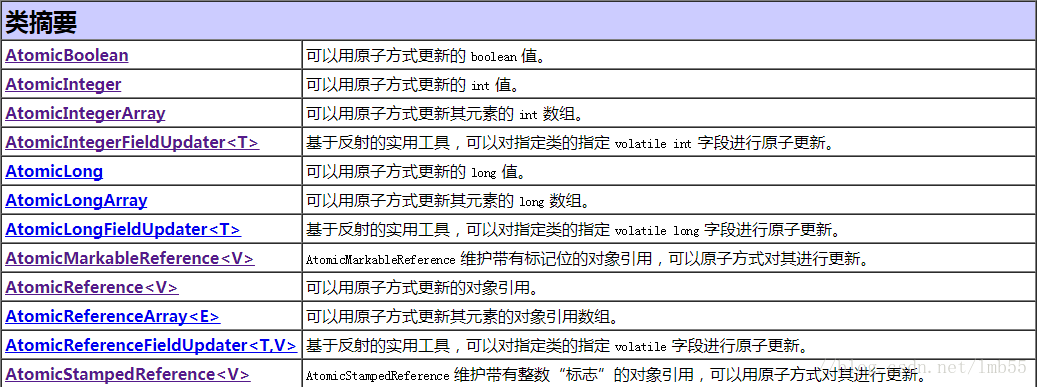 类摘要
AtomicBoolean 可以用原子方式更新的 boolean 值。
AtomicInteger 可以用原子方式更新的 int 值。
AtomicIntegerArray 可以用原子方式更新其元素的 int 数组。
AtomicIntegerFieldUpdater<T> 基于反射的实用工具，可以对指定类的指定 volatile int 字段进行原子更新。
AtomicLong 可以用原子方式更新的 long 值。
AtomicLongArray 可以用原子方式更新其元素的 long 数组。
AtomicLongFieldUpdater<T> 基于反射的实用工具，可以对指定类的指定 volatile long 字段进行原子更新。
AtomicMarkableReference<V> AtomicMarkableReference 维护带有标记位的对象引用，可以原子方式对其进行更新。
AtomicReference<V> 可以用原子方式更新的对象引用。
AtomicReferenceArray<E> 可以用原子方式更新其元素的对象引用数组。
AtomicReferenceFieldUpdater<T,V> 基于反射的实用工具，可以对指定类的指定 volatile 字段进行原子更新。
AtomicStampedReference<V> AtomicStampedReference 维护带有整数“标志”的对象引用，可以用原子方式对其进行更新。